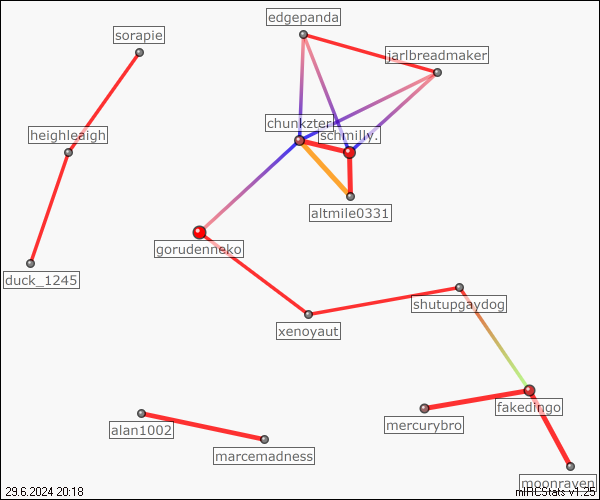 edgepanda
sorapie
jarlbreadmaker
chunkzter
schmilly.
heighleaigh
altmile0331
gorudenneko
duck_1245
shutupgaydog
xenoyaut
fakedingo
mercurybro
alan1002
marcemadness
moonraven
29.6.2024 20:18
mIRCStats v1.25